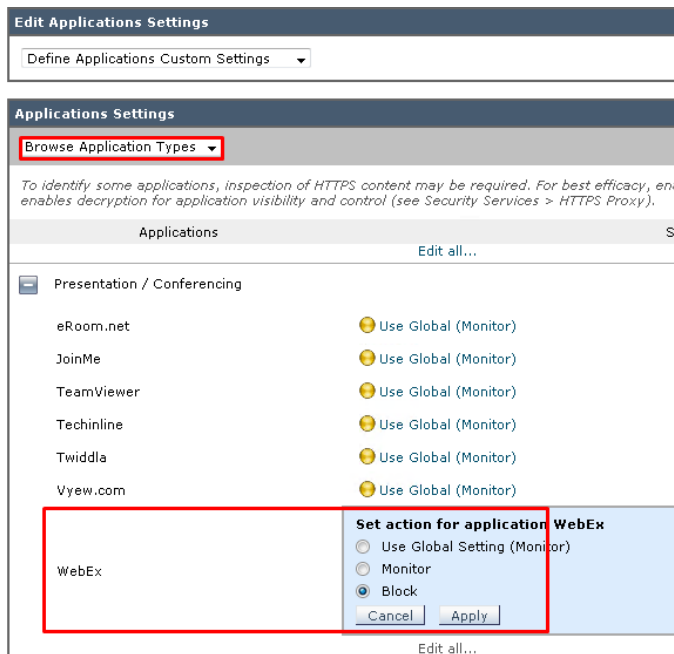 Edit Applications Settings
Define Applications Custom Settings
Applications Settings
Browse Application Types
To identify some applications, inspection of HTTPS content may be required. For best efficacy,
enables decryption for application visibility and control (see Security Services > HTTPS Proxy).
Applications
Edit all...
Presentation / Conferencing
eRoom.net Use Global (Monitor)
JoinMe Use Global (Monitor)
TeamViewer Use Global (Monitor)
Techinline Use Global (Monitor)
Twiddla Use Global (Monitor)
Vyew.com Use Global (Monitor)
Set action for application WebEx
Use Global Setting (Monitor)
WebEx Monitor
Block
Cancel Apply
Edit all...